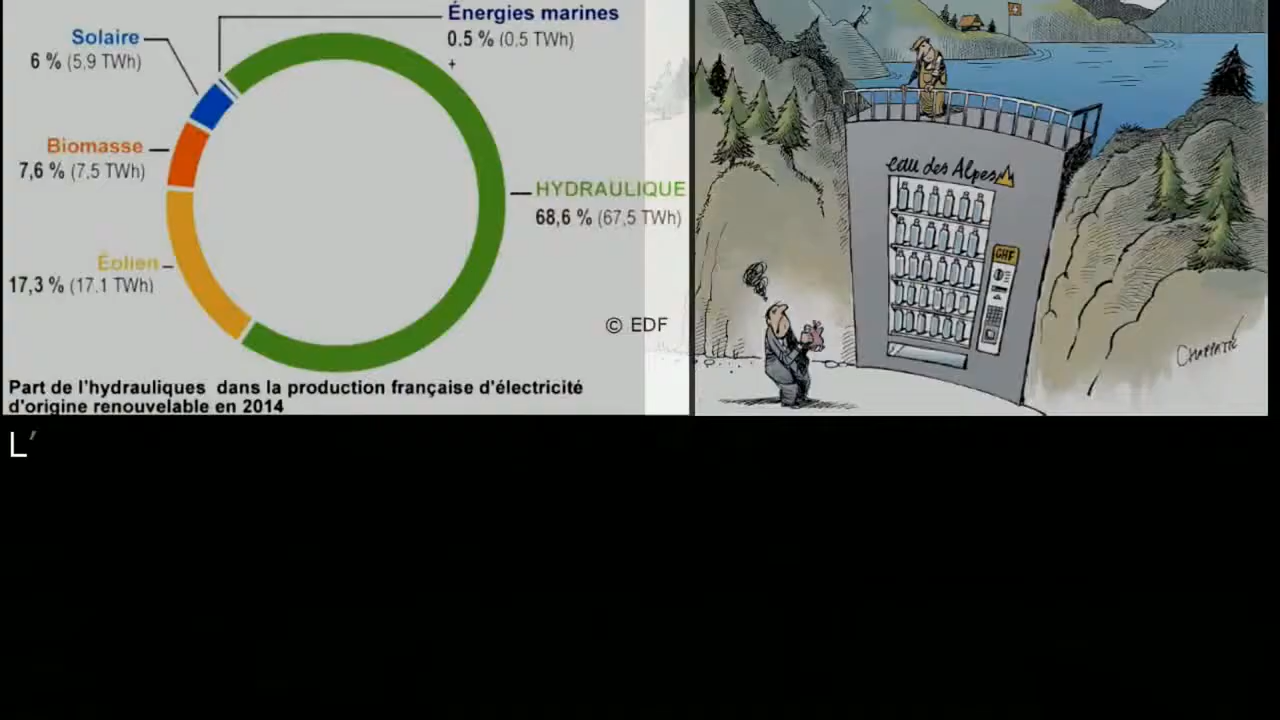 Énergies marines
0.5 % (0,5 TWh)
+
Solaire
6 % (5,9 TWh)
Biomasse
7,6 % (7,5 TWh)
HYDRAULIQUE
68,6 % (67,5 TWh)
Éolien
17,3 % (17.1 TWh)
© EDF
Part de l'hydrauliques dans la production française d'électricité
d'origine renouvelable en 2014
eau des Alpes
CHF
CHAPPATTE
L'